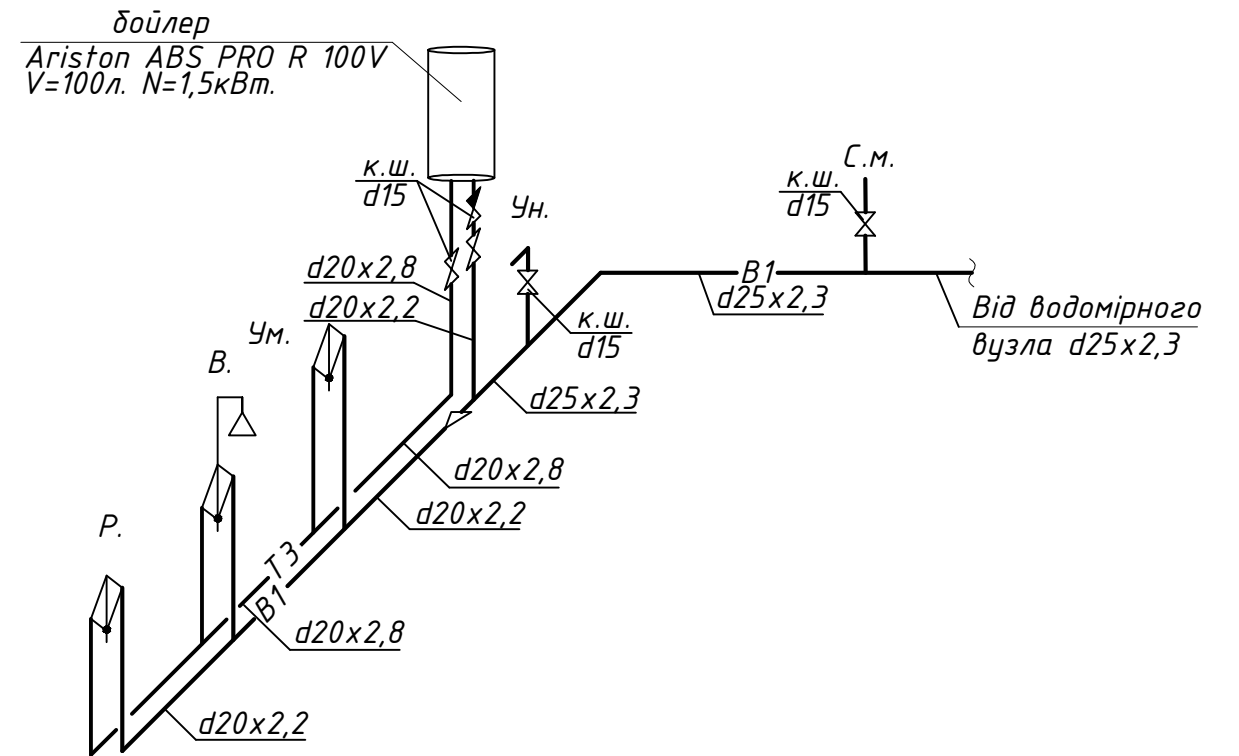 бойлер
Ariston ABS PRO R 100V
V=100л. N=1,5кВт.
к.ш.
d15
Ун.
С.м.
к.ш.
d15
d20x2,8
d20x2,2
В1
d25x2,3
Від водомірного
вузла d25x2,3
к.ш.
d15
Ум.
В.
d25x2,3
d20x2,8
d20x2,2
Р.
Т3
В1
d20x2,8
d20x2,2